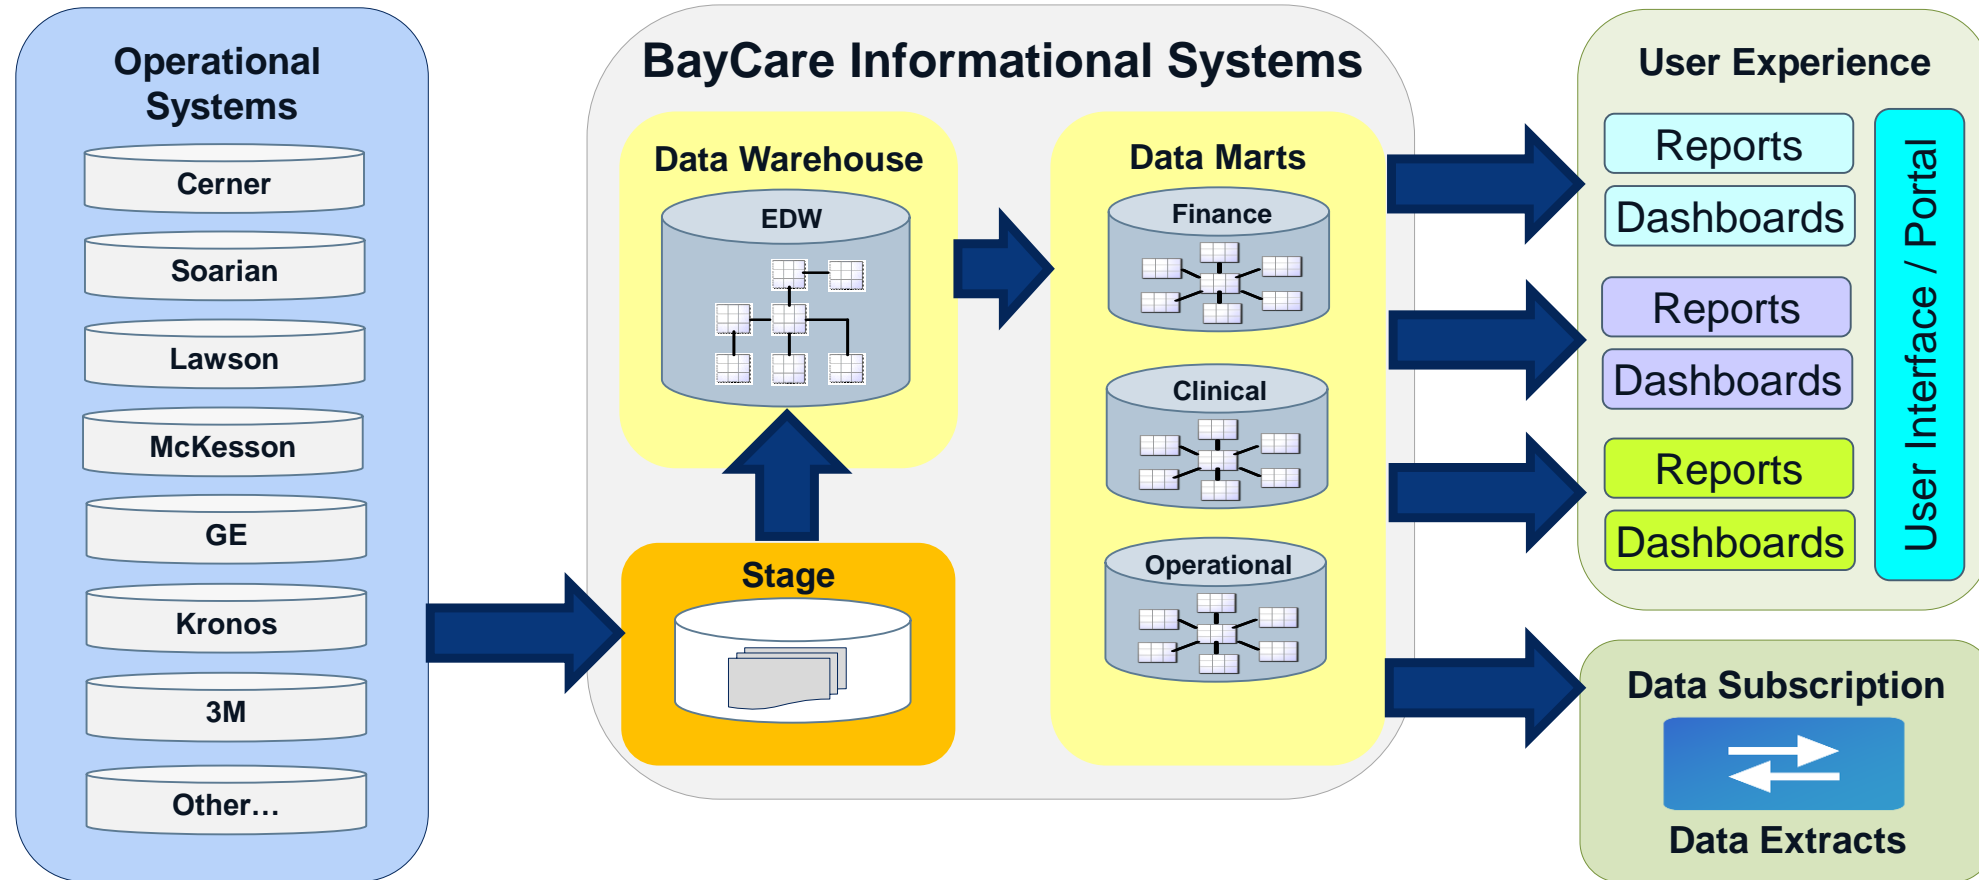 Operational
Systems
Cerner
Soarian
Lawson
McKesson
GE
Kronos
3M
Other…
BayCare Informational Systems
Data Warehouse
EDW
Stage
Data Marts
Finance
Clinical
Operational
User Experience
Reports
Dashboards
Reports
Dashboards
Reports
Dashboards
User Interface / Portal
Data Subscription
Data Extracts